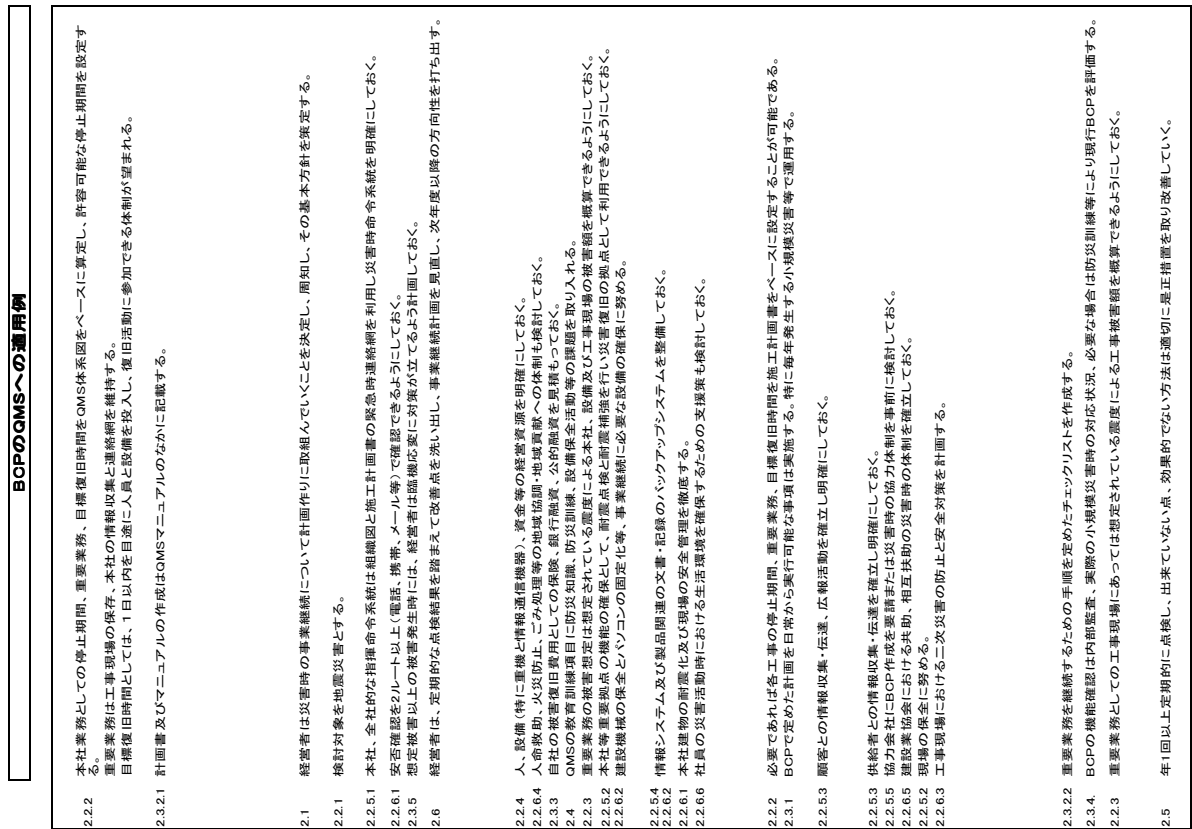 BCPのQMSへの適用例
2.2.2 本社業務としての停止期間、重要業務、目標復旧時間をQMS体系図をベースに算定し、許容可能な停止期間を設定す
る。
重要業務は工事現場の保存、本社の情報収集と連絡網を維持する。
目標復旧時間としては、1日以内を目途に人員と設備を投入し、復旧活動に参加できる体制が望まれる。
2.3.2.1 計画書及びマニュアルの作成はQMSマニュアルのなかに記載する。
2.1 経営者は災害時の事業継続について計画作りに取組んでいくことを決定し、周知し、その基本方針を策定する。
2.2.1 検討対象を地震災害とする。
2.2.5.1 本社、全社的な指揮命令系統は組織図と施工計画書の緊急時連絡網を利用し災害時命令系統を明確にしておく。
2.2.6.1 安否確認を2ルート以上(電話、携帯、メール等)で確認できるようにしておく。
2.3.5 想定被害以上の被害発生時には、経営者は臨機応変に対策が立てるよう計画しておく。
2.6 経営者は、定期的な点検結果を踏まえて改善点を洗い出し、事業継続計画を見直し、次年度以降の方向性を打ち出す。
2.2.4 人、設備(特に重機と情報通信機器)、資金等の経営資源を明確にしておく。
2.2.6.4 人命救助、火災防止、ごみ処理等の地域協調・地域貢献への体制も検討しておく。
2.3.3 自社の被害復旧費用としての保険、銀行融資、公的融資を見積もっておく。
2.4 QMSの教育訓練項目に防災知識、防災訓練、設備保全活動等の課題を取り入れる。
2.2.3 重要業務の被害想定は想定されている震度による本社、設備及び工事現場の被害額を概算できるようにしておく。
2.2.5.2 本社等重要拠点の機能の確保として、耐震点検と耐震補強を行い災害復旧の拠点として利用できるようにしておく。
2.2.6.2 建設機械の保全とパソコンの固定化等、事業継続に必要な設備の確保に努める。
2.2.5.4 情報システム及び製品関連の文書・記録のバックアップシステムを整備しておく。
2.2.6.2
2.2.6.1 本社建物の耐震化及び現場の安全管理を徹底する。
2.2.6.6 社員の災害活動時における生活環境を確保するための支援策も検討しておく。
2.2.2 必要であれば各工事の停止期間、重要業務、目標復旧時間を施工計画書をベースに設定することが可能である。
2.3.1 BCPで定めた計画を日常から実行可能な事項は実施する。特に毎年発生する小規模災害等で運用する。
2.2.5.3 顧客との情報収集・伝達、広報活動を確立し明確にしておく。
2.2.5.3 供給者との情報収集・伝達を確立し明確にしておく。
2.2.5.5 協力会社にBCP作成を要請または災害時の協力体制を事前に検討しておく。
2.2.6.5 建設業協会における共助、相互扶助の災害時の体制を確立しておく。
2.2.5.2 現場の保全に努める。
2.2.6.3 工事現場における二次災害の防止と安全対策を計画する。
2.3.2.2 重要業務を継続するための手順を定めたチェックリストを作成する。
2.3.4. BCPの機能確認は内部監査、実際の小規模災害時の対応状況、必要な場合は防災訓練等により現行BCPを評価する。
2.2.3 重要業務としての工事現場にあっては想定されている震度による工事被害額を概算できるようにしておく。
2.5 年1回以上定期的に点検し、出来ていない点、効果的でない方法は適切に是正措置を取り改善していく。